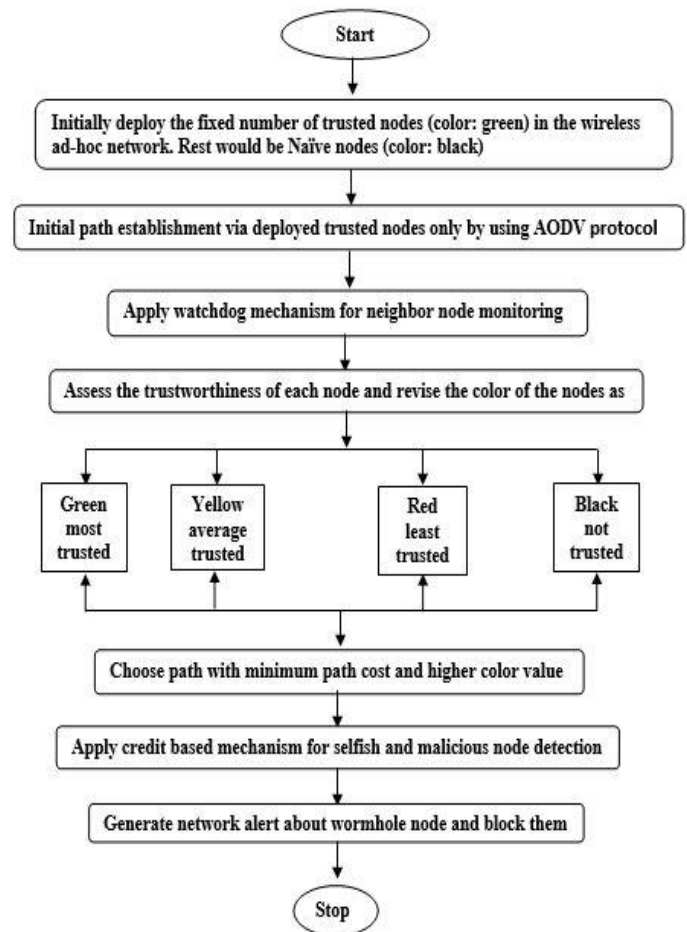 Start
Initially deploy the fixed number of trusted nodes (color: green) in the wireless
ad-hoc network. Rest would be Naïve nodes (color: black)
Initial path establishment via deployed trusted nodes only by using AODV protocol
Apply watchdog mechanism for neighbor node monitoring
Assess the trustworthiness of each node and revise the color of the nodes as
Green
most
trusted
Yellow
average
trusted
Red
least
trusted
Black
not
trusted
Choose path with minimum path cost and higher color value
Apply credit based mechanism for selfish and malicious node detection
Generate network alert about wormhole node and block them
Stop